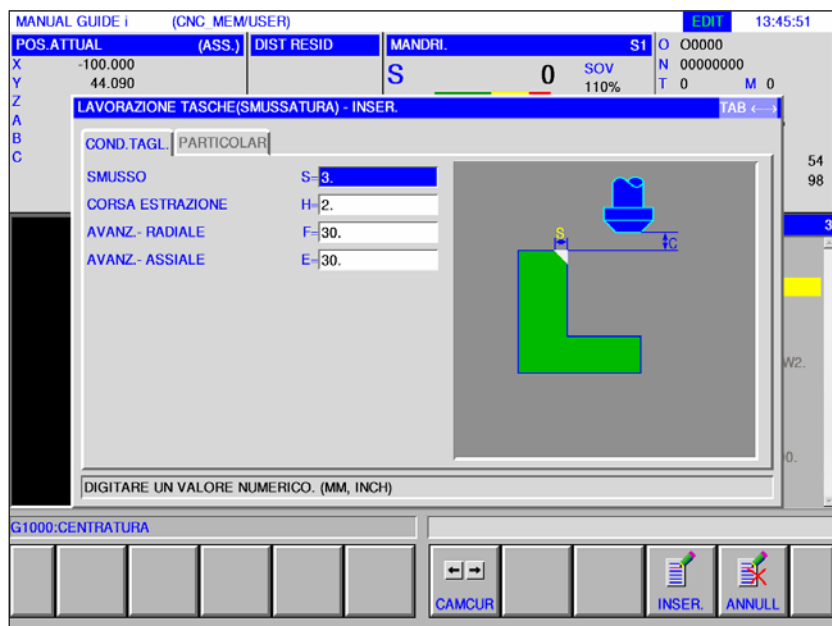 MANUAL GUIDE i (CNC_MEM/USER) EDIT 13:45:51
POS.ATTUAL (ASS.) DIST RESID MANDRI. S1 O O0000
X -100.000 N 00000000
Y 44.090 S 0 SOV 110% T 0 M 0
Z
LAVORAZIONE TASCHE(SMUSSATURA) - INSER. TAB ←→
A
B
C
COND.TAGL. PARTICOLAR
54
98
SMUSSO S=3.
CORSA ESTRAZIONE H=2.
AVANZ.- RADIALE F=30.
AVANZ.- ASSIALE E=30.
S
C
3
W2.
0.
DIGITARE UN VALORE NUMERICO. (MM, INCH)
G1000:CENTRATURA
CAMCUR INSER. ANNULL